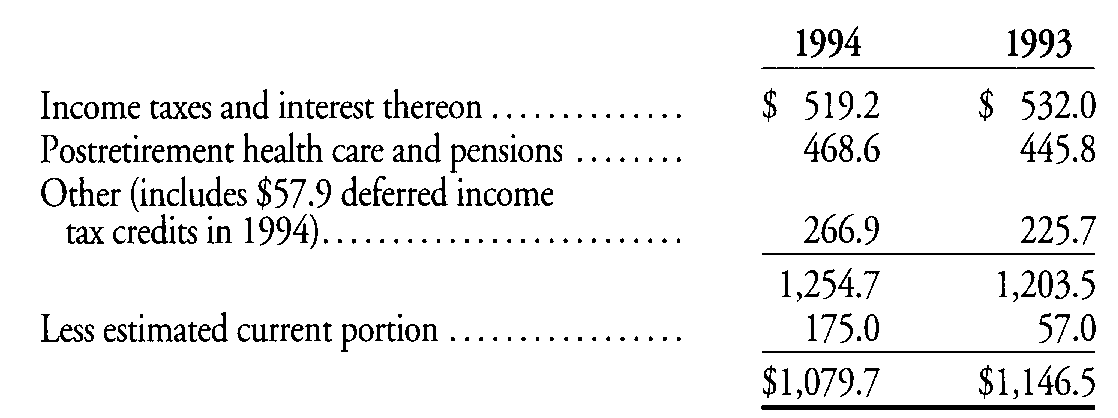 1994 1993
Income taxes and interest thereon ............... $ 519.2 $ 532.0
Postretirement health care and pensions ........ 468.6 445.8
Other (includes $57.9 deferred income
tax credits in 1994).......................... 266.9 225.7
1,254.7 1,203.5
Less estimated current portion .................. 175.0 57.0
$1,079.7 $1,146.5